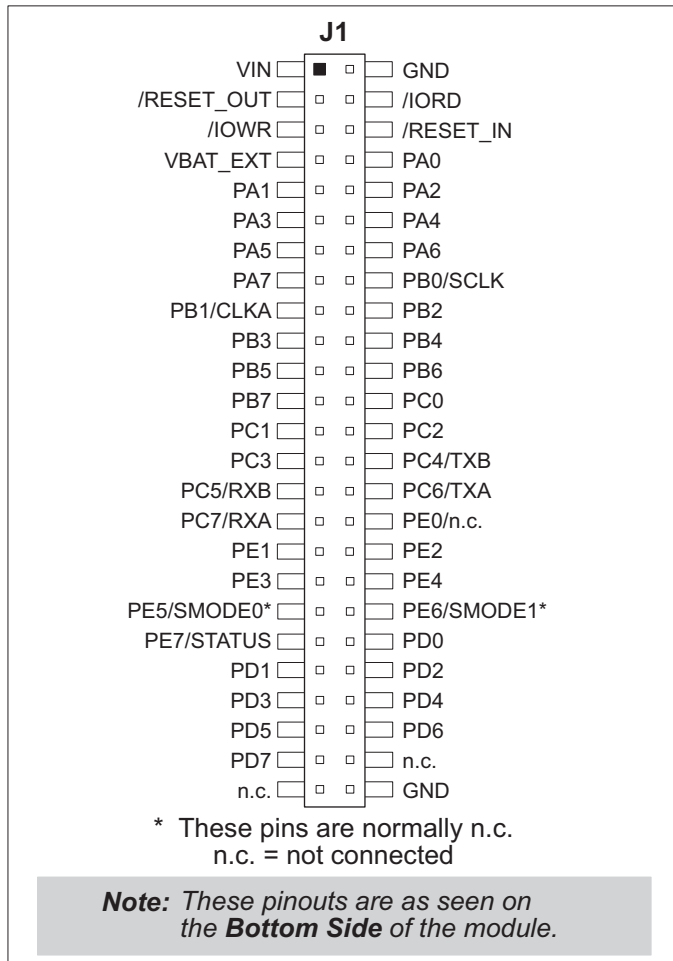 J1
VIN GND
/RESET_OUT /IORD
/IOWR /RESET_IN
VBAT_EXT PA0
PA1 PA2
PA3 PA4
PA5 PA6
PA7 PB0/SCLK
PB1/CLKA PB2
PB3 PB4
PB5 PB6
PB7 PC0
PC1 PC2
PC3 PC4/TXB
PC5/RXB PC6/TXA
PC7/RXA PE0/n.c.
PE1 PE2
PE3 PE4
PE5/SMODE0* PE6/SMODE1*
PE7/STATUS PD0
PD1 PD2
PD3 PD4
PD5 PD6
PD7 n.c.
n.c. GND
* These pins are normally n.c.
n.c. = not connected
Note: These pinouts are as seen on
the Bottom Side of the module.